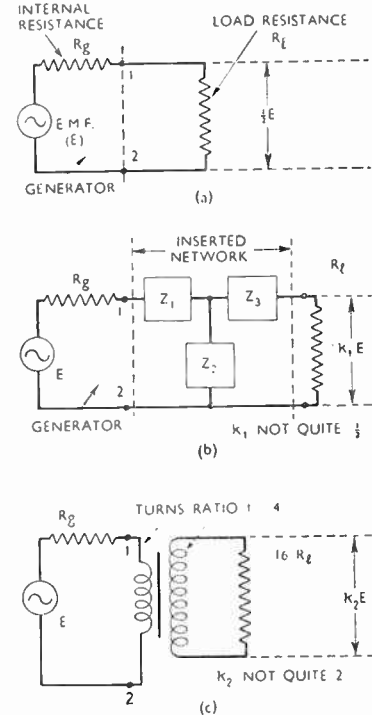 INTERNAL
RESISTANCE
Rg
LOAD RESISTANCE
Rℓ
1
E.M.F.
(E)
½E
2
GENERATOR
(a)
INSERTED
NETWORK
Rg
Rℓ
1
Z1
Z3
Z2
E
k1E
2
GENERATOR
k1 NOT QUITE ½
(b)
TURNS RATIO 1 4
Rg
1
16 Rℓ
E
k2E
k2 NOT QUITE 2
2
(c)